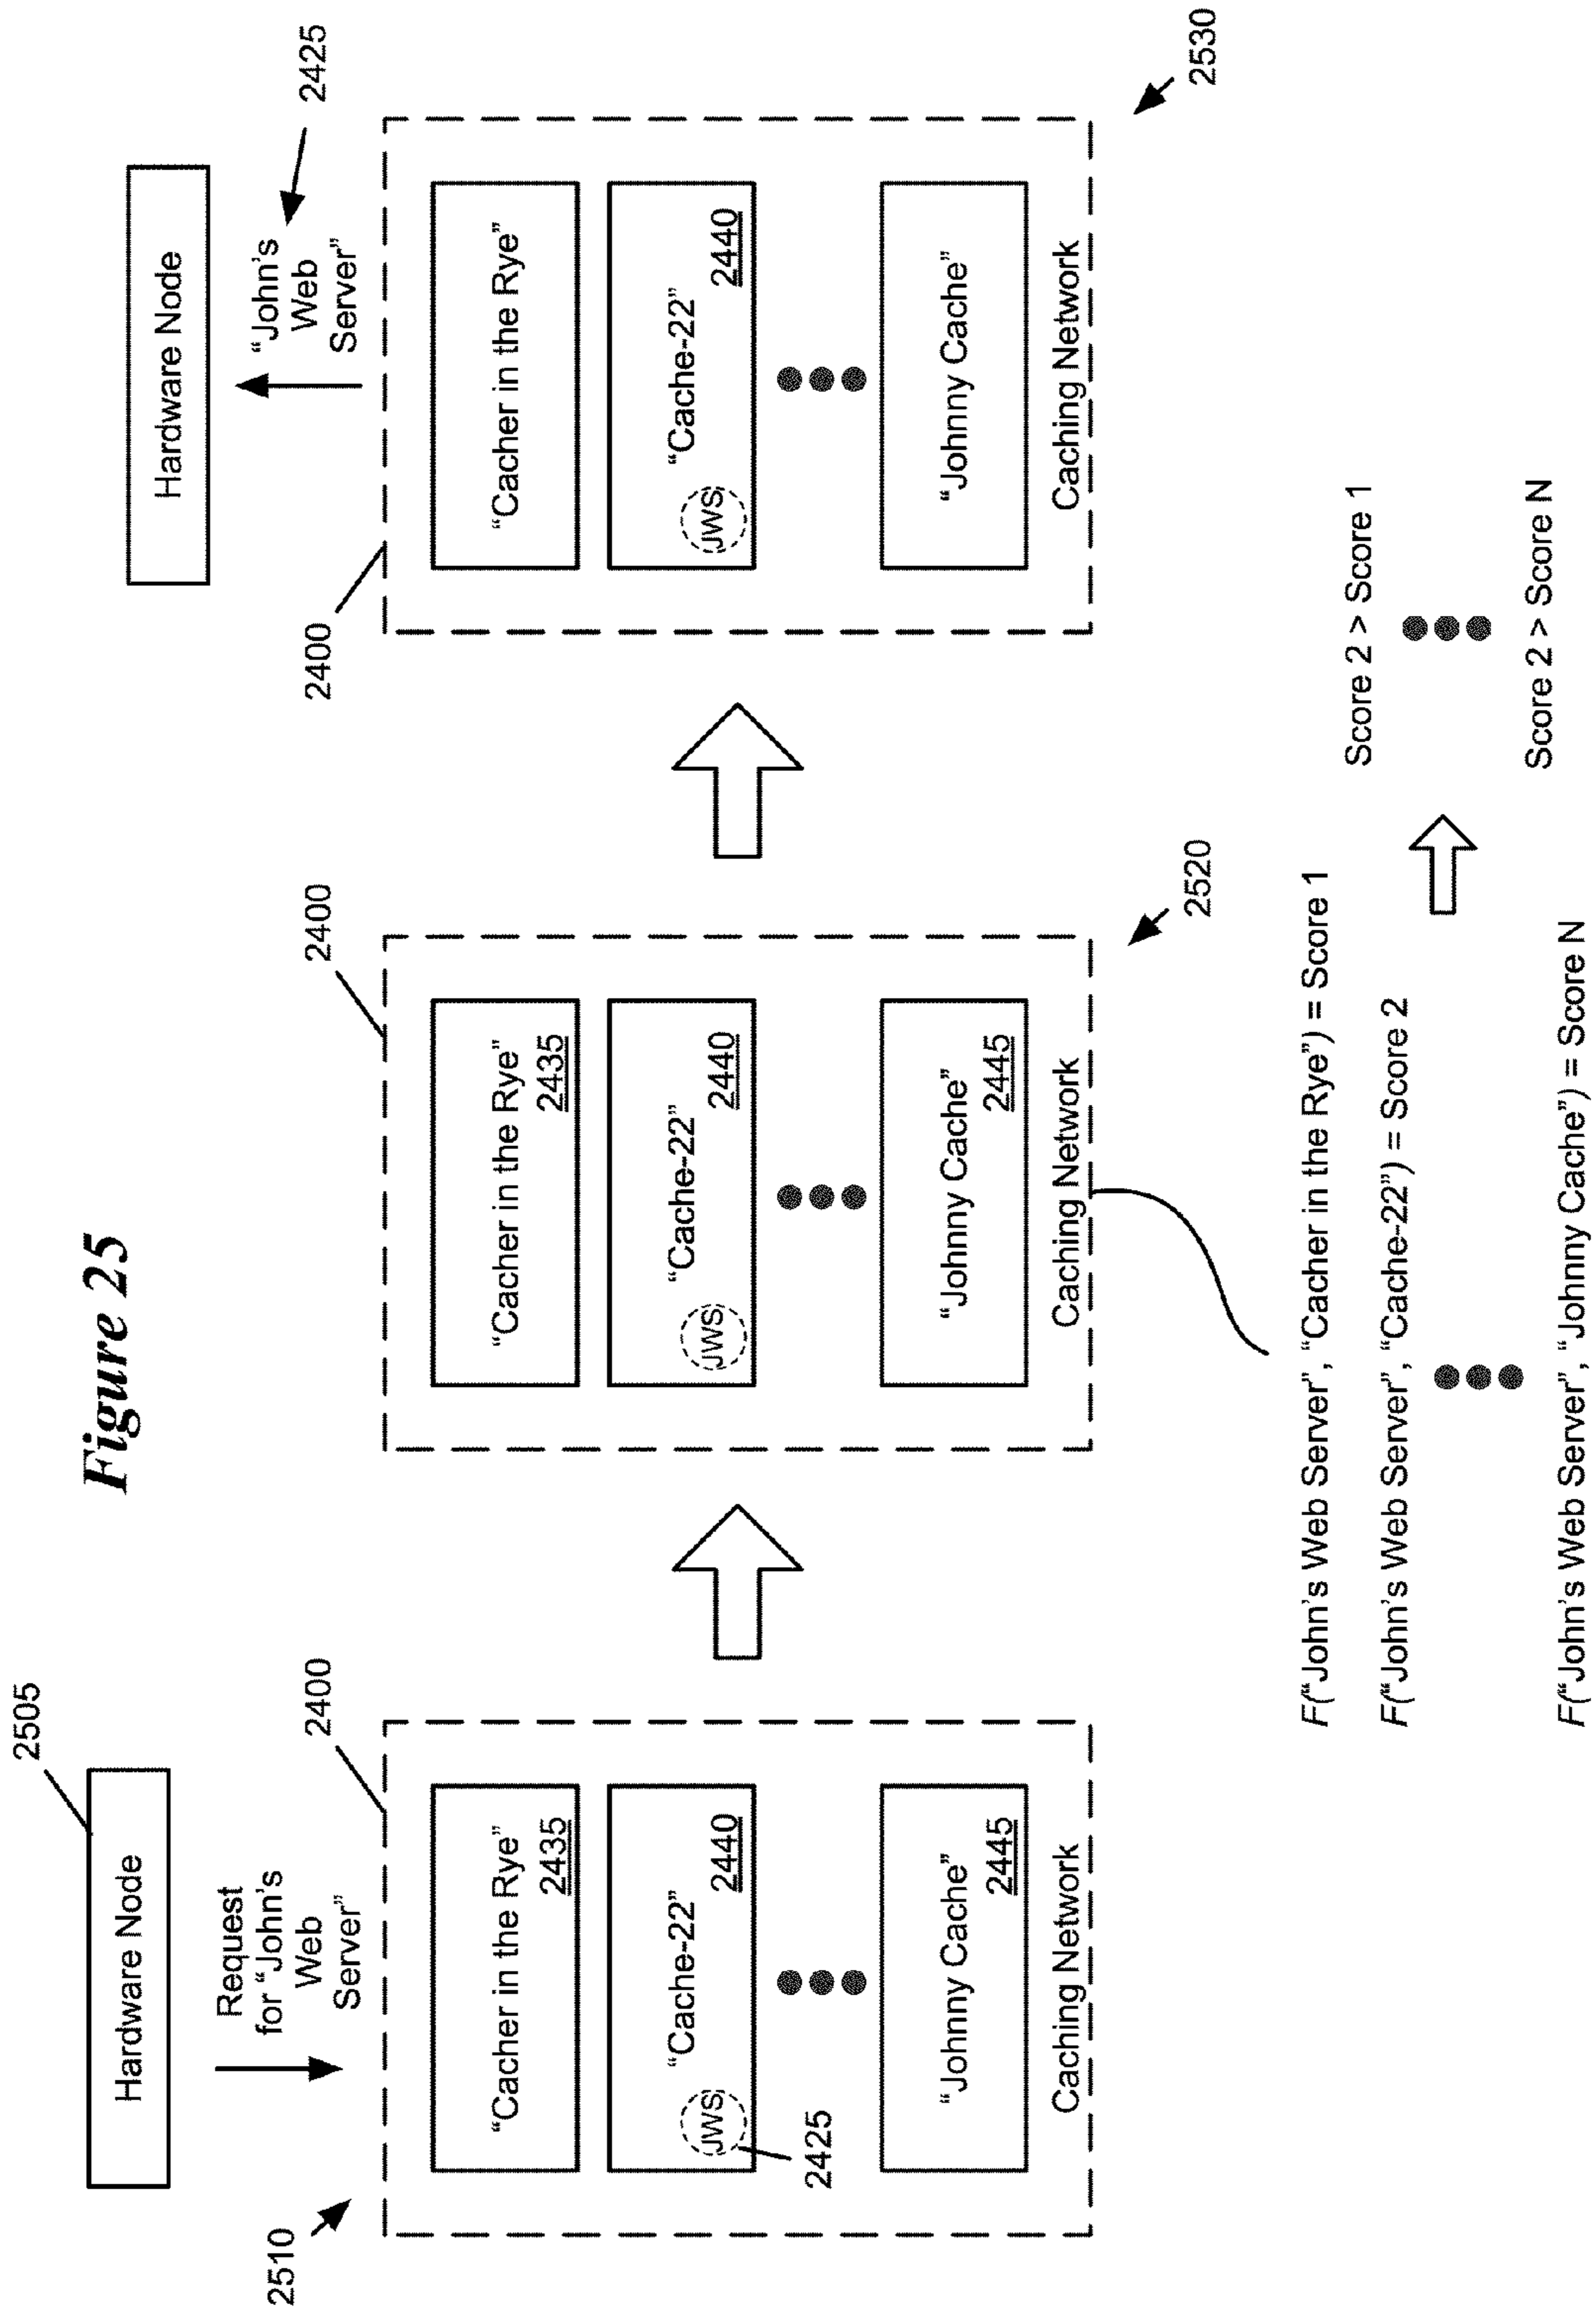 Figure 25
2505
Hardware Node
Request
for "John's
Web
Server"
2510
2400
“Cacher in the Rye”
2435
“Cache-22”
2440
JWS
2425
“Johnny Cache”
2445
Caching Network
2400
“Cacher in the Rye”
2435
“Cache-22”
2440
JWS
“Johnny Cache”
2445
Caching Network
2520
F(“John's Web Server”, “Cacher in the Rye”) = Score 1
F(“John's Web Server”, “Cache-22”) = Score 2
F(“John's Web Server”, “Johnny Cache”) = Score N
Score 2 > Score 1
Score 2 > Score N
Hardware Node
“John's
Web
Server”
2425
2400
“Cacher in the Rye”
“Cache-22”
2440
JWS
“Johnny Cache”
Caching Network
2530